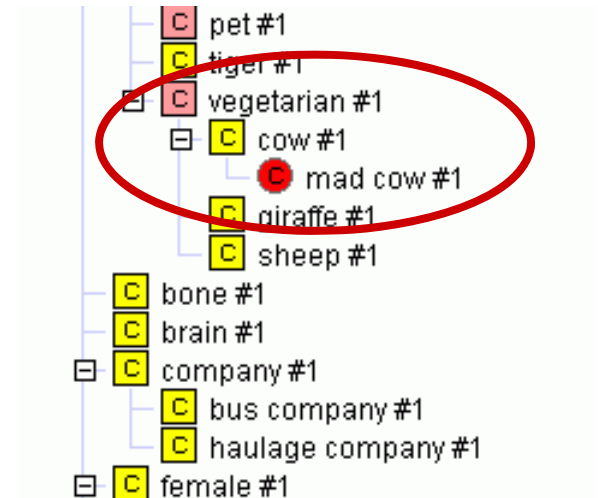 C pet #1
C tiger #1
C vegetarian #1
C cow #1
C mad cow #1
C giraffe #1
C sheep #1
C bone #1
C brain #1
C company #1
C bus company #1
C haulage company #1
C female #1